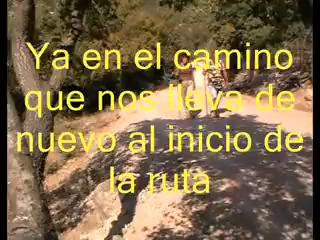 Ya en el camino
que nos lleva de
nuevo al inicio de
la ruta